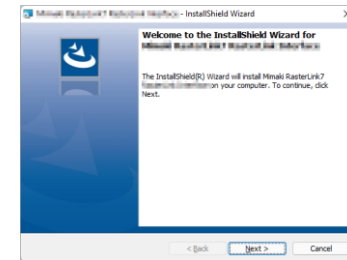 - InstallShield Wizard
Welcome to the InstallShield Wizard for
The InstallShield(R) Wizard will install Mimaki RasterLink7
on your computer. To continue, click
Next.
< Back
Next >
Cancel